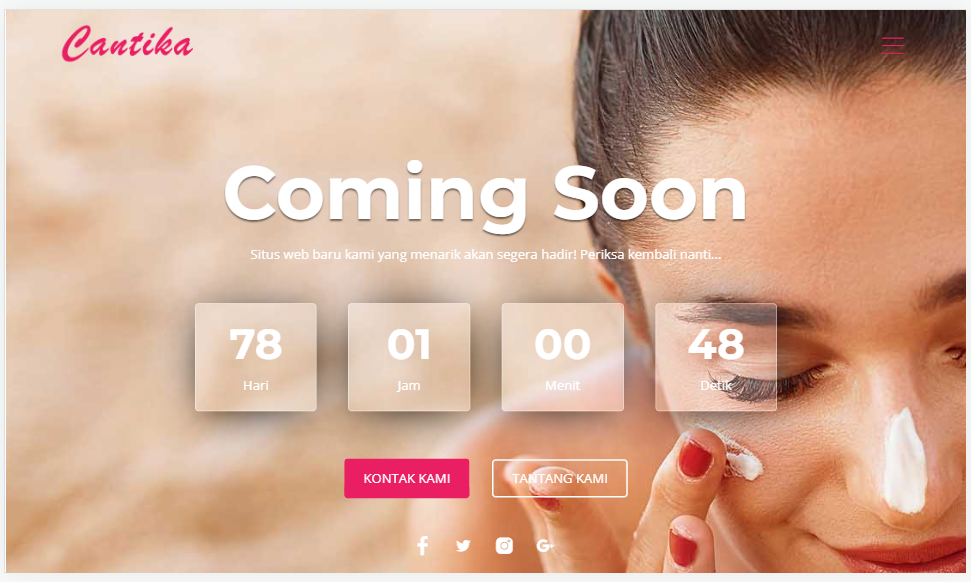 Cantika
Coming Soon
Situs web baru kami yang menarik akan segera hadir! Periksa kembali nanti...
78 01 00 48
Hari Jam Menit Detik
KONTAK KAMI TANTANG KAMI